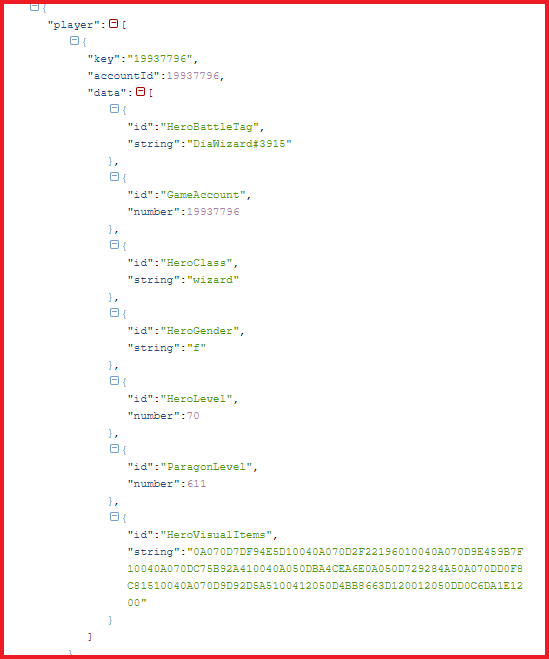 {
"player":[
{
"key":"19937796",
"accountId":19937796,
"data":[
{
"id":"HeroBattleTag",
"string":"DiaWizard#3915"
},
{
"id":"GameAccount",
"number":19937796
},
{
"id":"HeroClass",
"string":"wizard"
},
{
"id":"HeroGender",
"string":"f"
},
{
"id":"HeroLevel",
"number":70
},
{
"id":"ParagonLevel",
"number":611
},
{
"id":"HeroVisualItems",
"string":"0A070D7DF94E5D10040A070D2F22196010040A070D9E459B7F
10040A070DC75B92A410040A050DBA4CEA6E0A050D729284A50A070DD0F8
C81510040A070D9D92D5A5100412050D4BB8663D120012050DD0C6DA1E12
00"
}
]
}